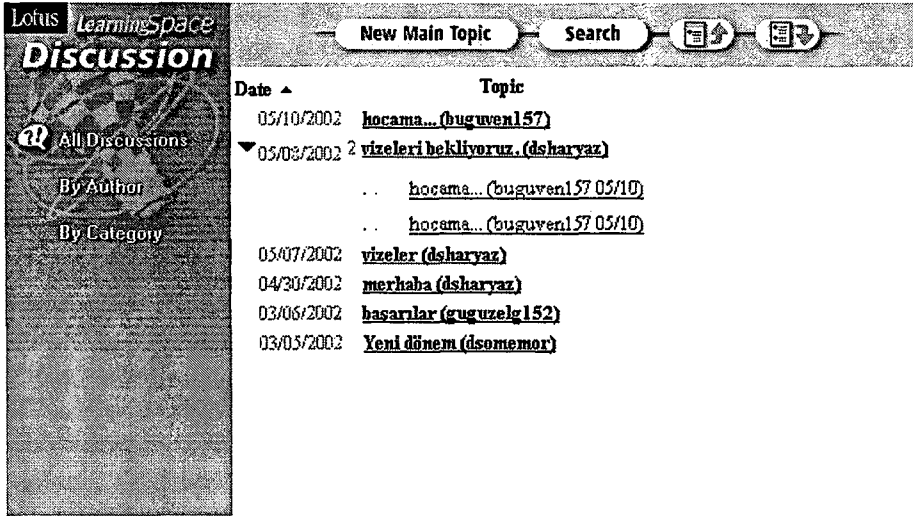 Lotus LearningSpace
Discussion
New Main Topic Search
Date Topic
05/10/2002 hocama... (buguven157)
05/08/2002 2 vizeleri bekliyoruz. (dsharyaz)
. . hocama... (buguven157 05/10)
. . hocama... (buguven157 05/10)
05/07/2002 vizeler (dsharyaz)
04/30/2002 merhaba (dsharyaz)
03/06/2002 başarılar (guguzelg152)
03/05/2002 Yeni dönem (dsomemor)
?! All Discussions
By Author
By Category